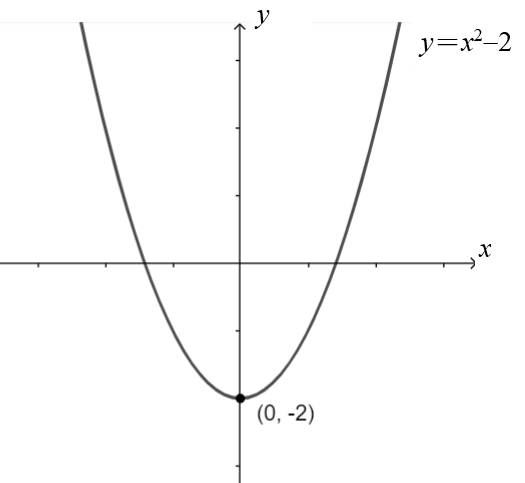 y
y=x²–2
x
(0, -2)